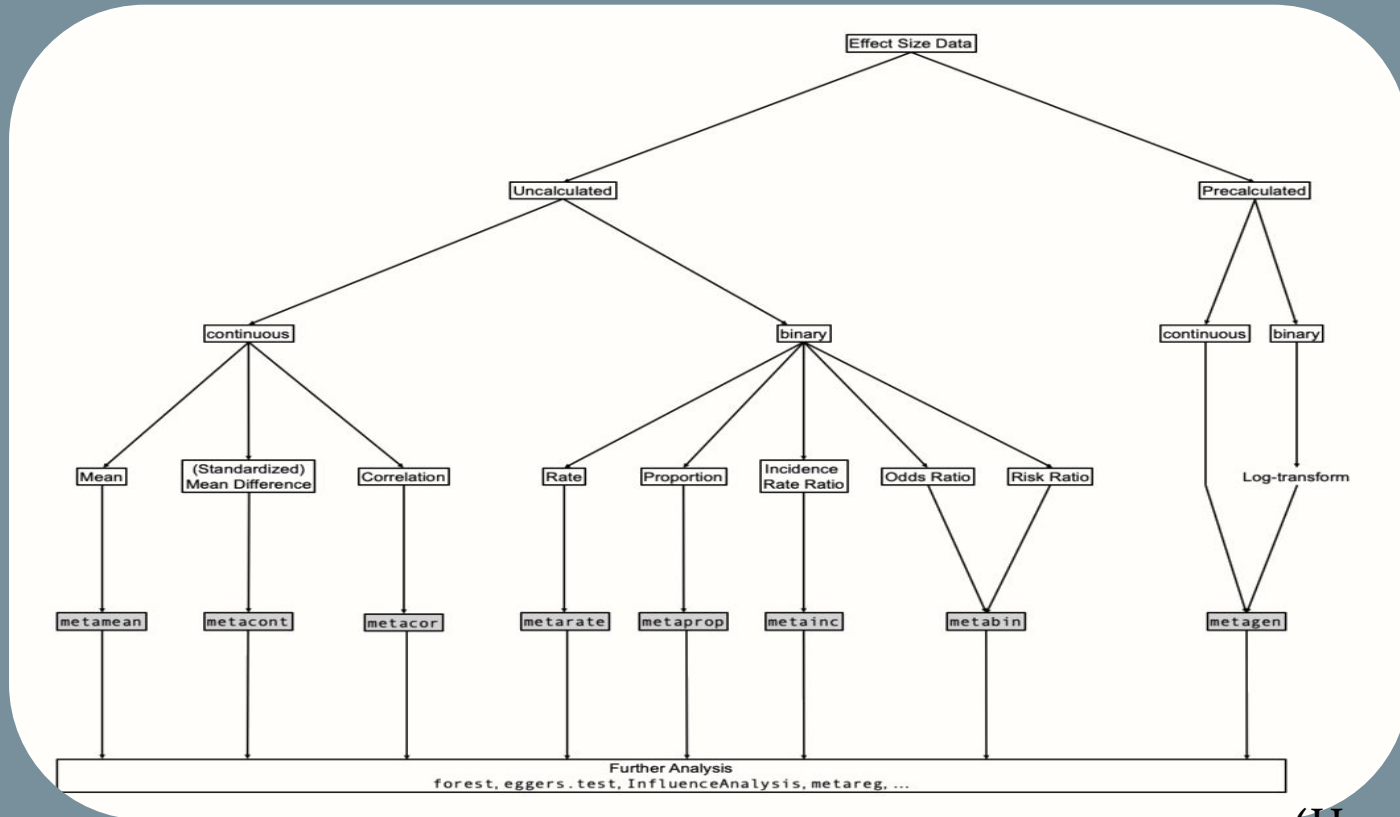 Effect Size Data
Uncalculated
Precalculated
continuous
binary
continuous
binary
Mean
(Standardized)
Mean Difference
Correlation
Rate
Proportion
Incidence
Rate Ratio
Odds Ratio
Risk Ratio
Log-transform
metamean
metacont
metacor
metarate
metaprop
metainc
metabin
metagen
Further Analysis
forest, eggers.test, InfluenceAnalysis, metareg, ...